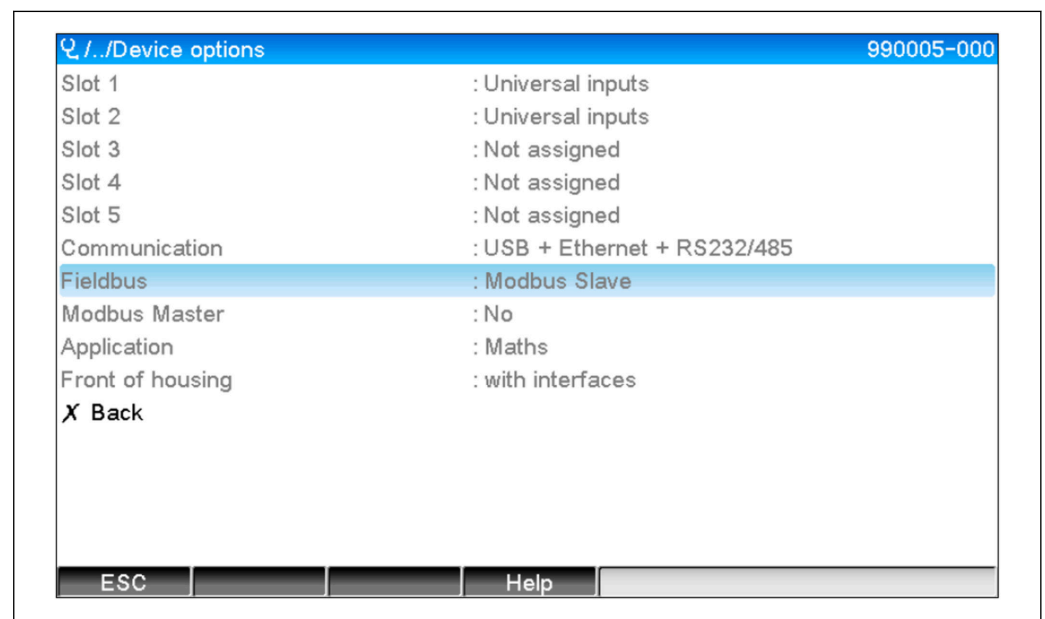 /../Device options 990005-000
Slot 1 : Universal inputs
Slot 2 : Universal inputs
Slot 3 : Not assigned
Slot 4 : Not assigned
Slot 5 : Not assigned
Communication : USB + Ethernet + RS232/485
Fieldbus : Modbus Slave
Modbus Master : No
Application : Maths
Front of housing : with interfaces
X Back
ESC Help